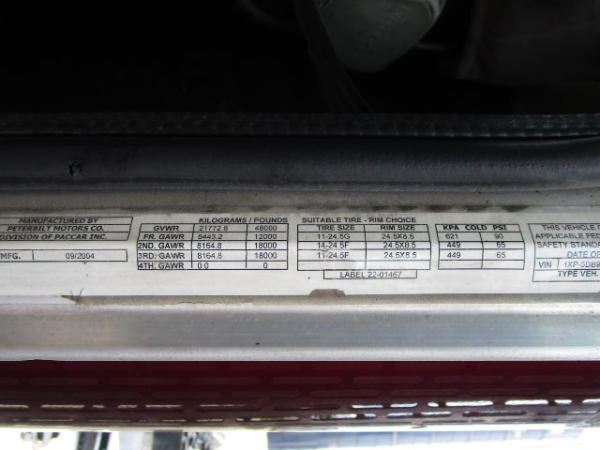 MANUFACTURED BY
PETERBILT MOTORS CO.
DIVISION OF PACCAR INC.
MFG. 09/2004
KILOGRAMS / POUNDS
GVWR 21772.8 48000
FR. GAWR 5443.2 12000
2ND. GAWR 8164.8 18000
3RD. GAWR 8164.8 18000
4TH. GAWR 0.0 0
SUITABLE TIRE - RIM CHOICE
TIRE SIZE RIM SIZE
11-24.5G 24.5X8.5
11-24.5F 24.5X8.5
11-24.5F 24.5X8.5
LABEL 22-01467
KPA COLD PSI
621 90
449 65
449 65
THIS VEHICLE
APPLICABLE FED
SAFETY STANDA
DATE OF
VIN 1XP-5DB9
TYPE VEH.